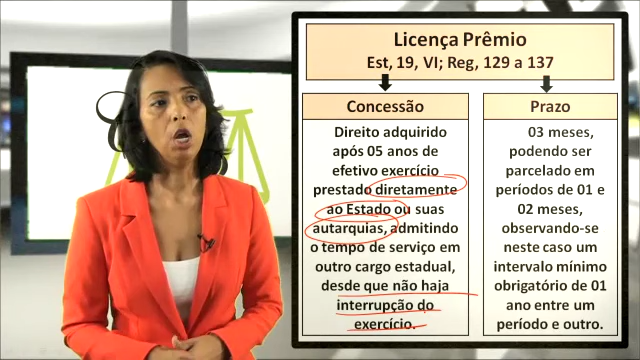 Licença Prêmio
Est, 19, VI; Reg, 129 a 137
Concessão
Direito adquirido
após 05 anos de
efetivo exercício
prestado diretamente
ao Estado ou suas
autarquias, admitindo
o tempo de serviço em
outro cargo estadual,
desde que não haja
interrupção do
exercício.
Prazo
03 meses,
podendo ser
parcelado em
períodos de 01 e
02 meses,
observando-se
neste caso um
intervalo mínimo
obrigatório de 01
ano entre um
período e outro.